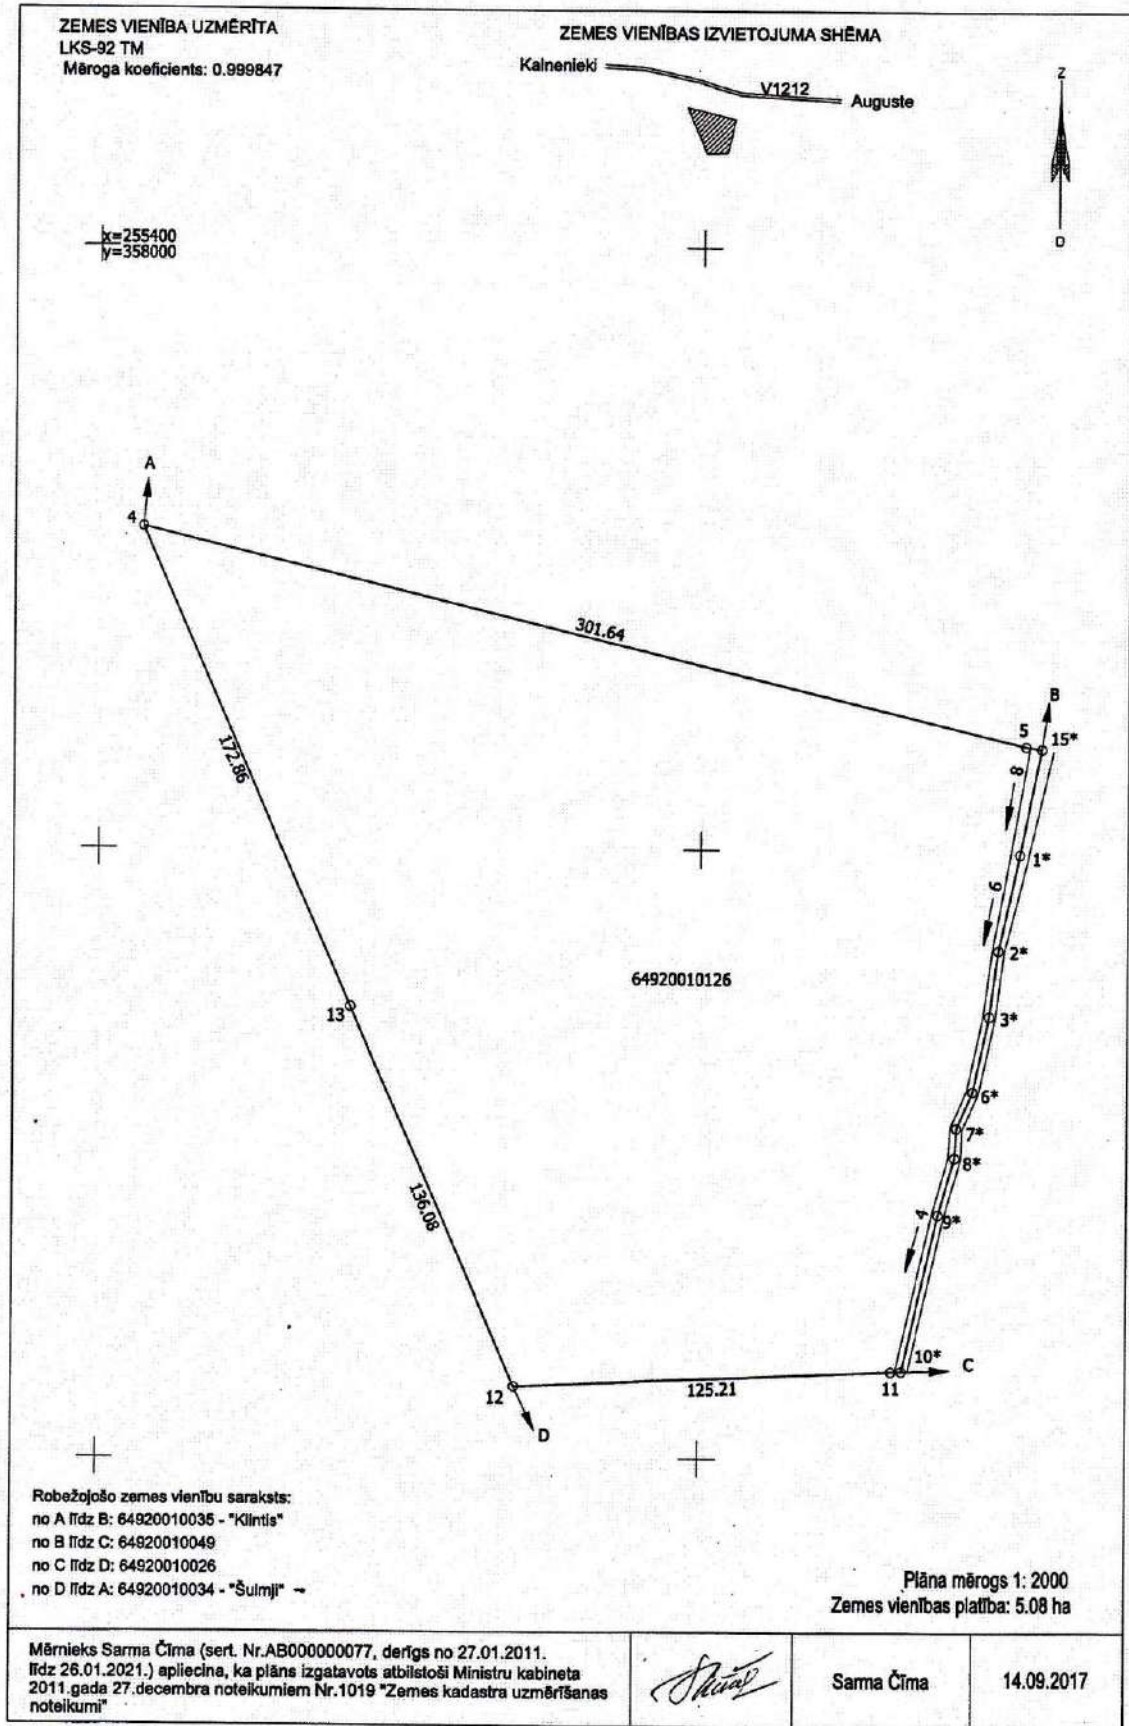 ZEMES VIENĪBA UZMĒRĪTA
LKS-92 TM
Mēroga koeficients: 0.999847
ZEMES VIENĪBAS IZVIETOJUMA SHĒMA
Kalnenieki
V1212
Auguste
Z
D
x=255400
y=358000
A
4
301.64
B
5
15*
8
172.86
1*
6
2*
64920010126
13
3*
6*
7*
8*
136.08
4
9*
10*
C
12
125.21
11
D
Robežojošo zemes vienību saraksts:
no A līdz B: 64920010035 - "Klintis"
no B līdz C: 64920010049
no C līdz D: 64920010026
no D līdz A: 64920010034 - "Šulmji"
Plāna mērogs 1: 2000
Zemes vienības platība: 5.08 ha
Mērnieks Sarma Čīma (sert. Nr.AB000000077, derīgs no 27.01.2011.
līdz 26.01.2021.) apliecina, ka plāns izgatavots atbilstoši Ministru kabineta
2011.gada 27.decembra noteikumiem Nr.1019 "Zemes kadastra uzmērīšanas
noteikumi"
Sarma Čīma
14.09.2017